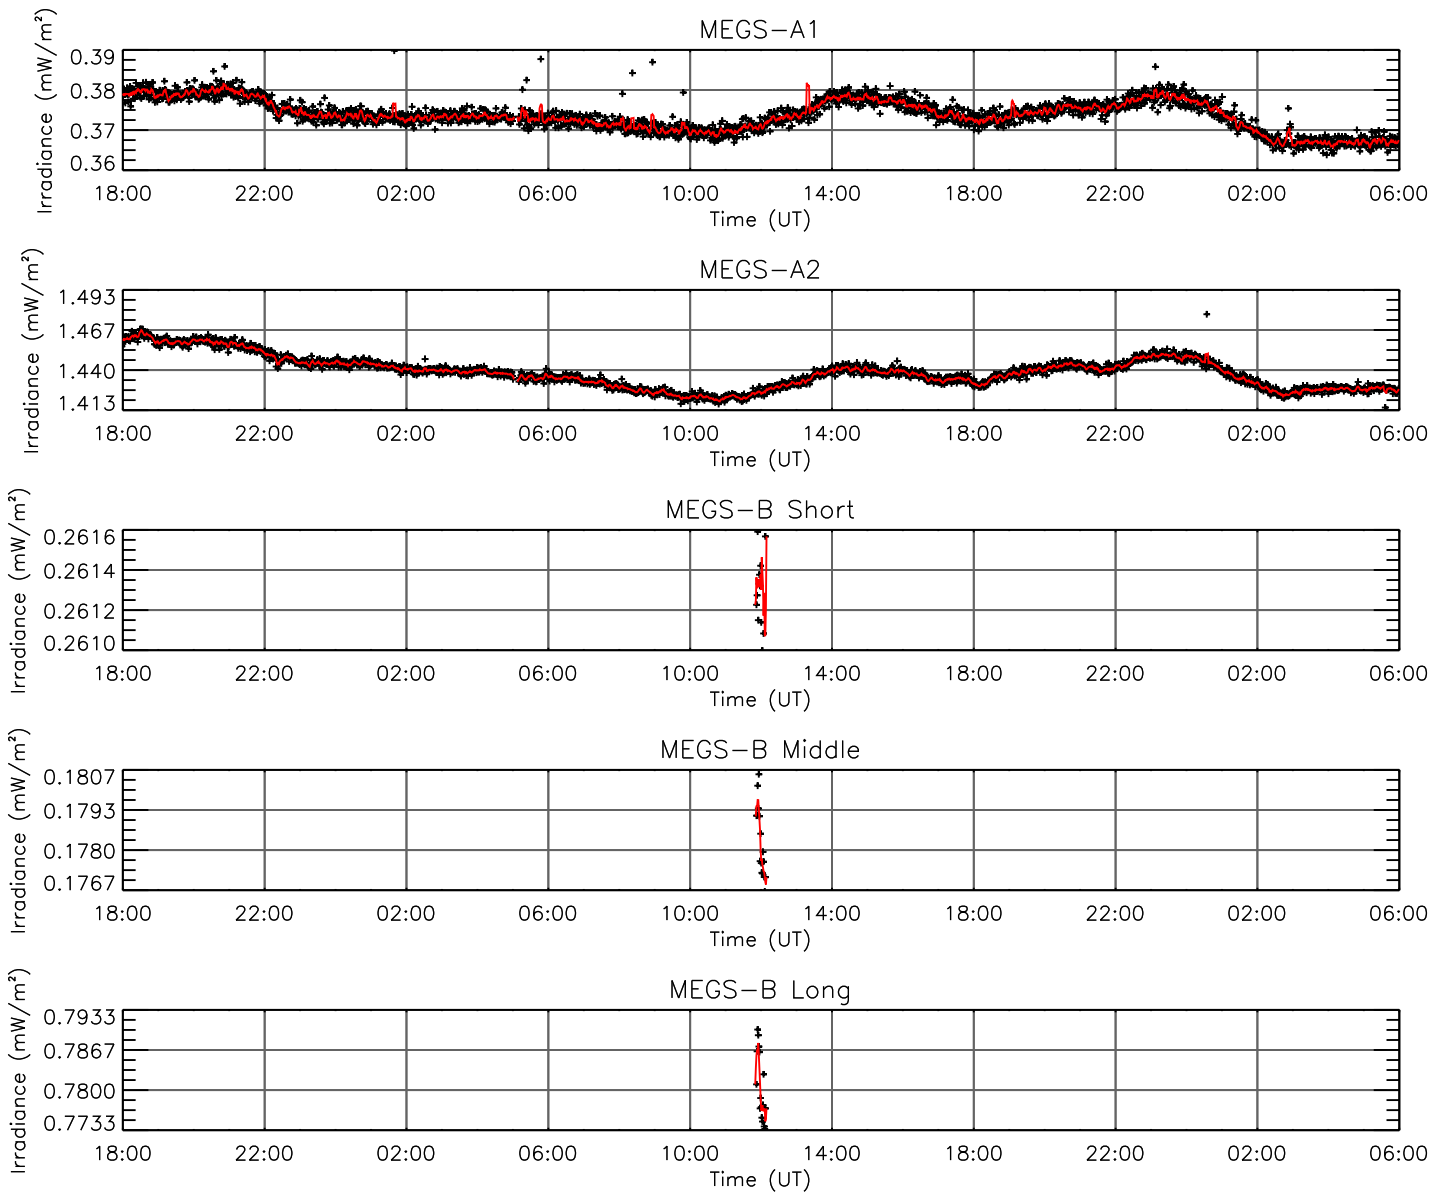 MEGS-A1
Irradiance (mW/m²)
0.39
0.38
0.37
0.36
18:00 22:00 02:00 06:00 10:00 14:00 18:00 22:00 02:00 06:00
Time (UT)
MEGS-A2
Irradiance (mW/m²)
1.493
1.467
1.440
1.413
18:00 22:00 02:00 06:00 10:00 14:00 18:00 22:00 02:00 06:00
Time (UT)
MEGS-B Short
Irradiance (mW/m²)
0.2616
0.2614
0.2612
0.2610
18:00 22:00 02:00 06:00 10:00 14:00 18:00 22:00 02:00 06:00
Time (UT)
MEGS-B Middle
Irradiance (mW/m²)
0.1807
0.1793
0.1780
0.1767
18:00 22:00 02:00 06:00 10:00 14:00 18:00 22:00 02:00 06:00
Time (UT)
MEGS-B Long
Irradiance (mW/m²)
0.7933
0.7867
0.7800
0.7733
18:00 22:00 02:00 06:00 10:00 14:00 18:00 22:00 02:00 06:00
Time (UT)